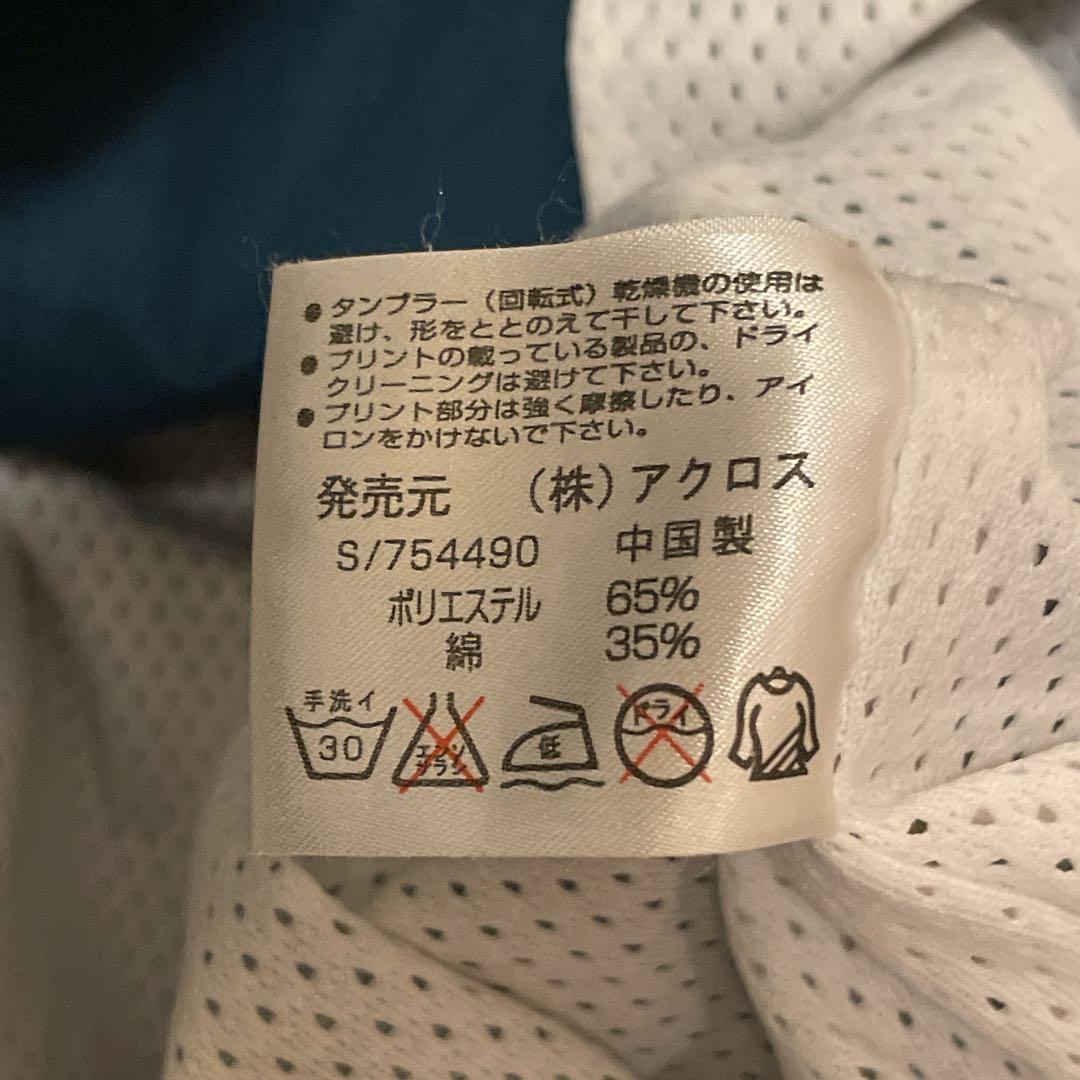 ●タンブラー（回転式）乾燥機の使用は
避け、形をととのえて干して下さい。
●プリントの載っている製品の、ドライ
クリーニングは避けて下さい。
●プリント部分は強く摩擦したり、アイ
ロンをかけないで下さい。
発売元 （株）アクロス
S/754490 中国製
ポリエステル 65%
綿 35%
手洗イ
30
エンソ
サラシ
低
ドライ